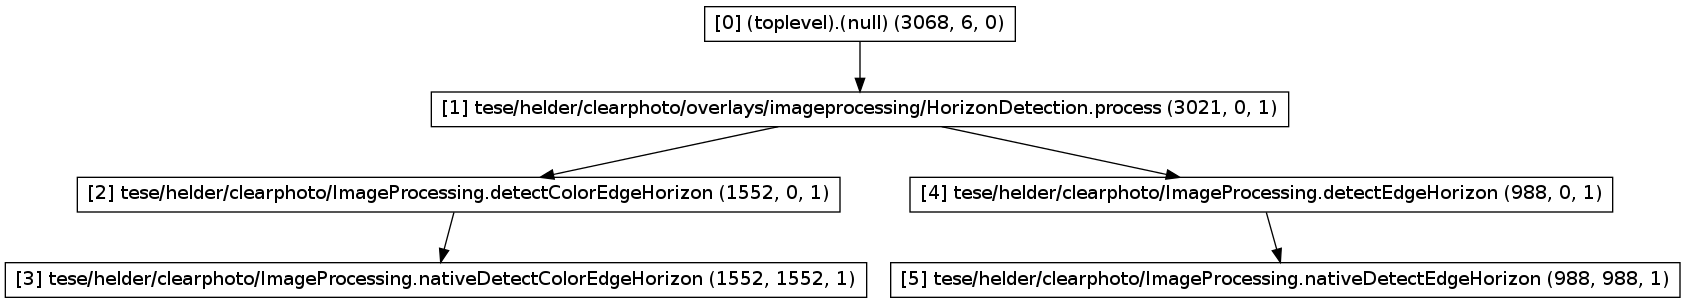 [0] (toplevel).(null) (3068, 6, 0)
[1] tese/helder/clearphoto/overlays/imageprocessing/HorizonDetection.process (3021, 0, 1)
[2] tese/helder/clearphoto/ImageProcessing.detectColorEdgeHorizon (1552, 0, 1)
[4] tese/helder/clearphoto/ImageProcessing.detectEdgeHorizon (988, 0, 1)
[3] tese/helder/clearphoto/ImageProcessing.nativeDetectColorEdgeHorizon (1552, 1552, 1)
[5] tese/helder/clearphoto/ImageProcessing.nativeDetectEdgeHorizon (988, 988, 1)